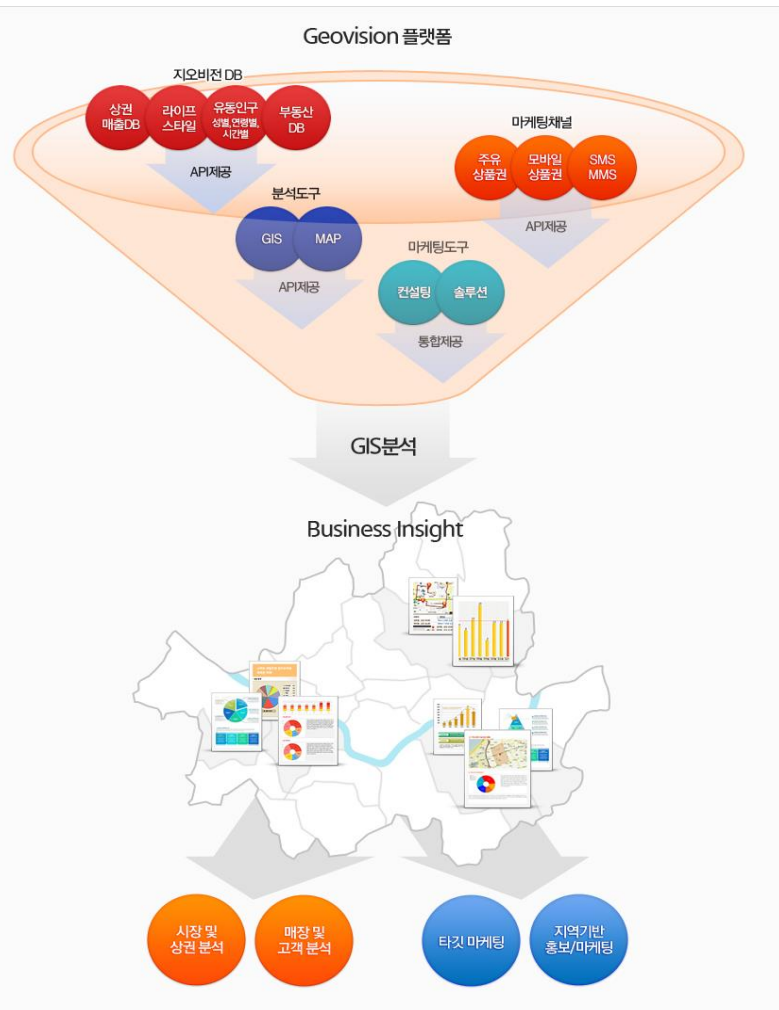 Geovision 플랫폼
지오비전 DB
상권
매출DB
라이프
스타일
유동인구
성별,연령별,
시간별
부동산
DB
API제공
마케팅채널
주유
상품권
모바일
상품권
SMS
MMS
API제공
분석도구
GIS
MAP
API제공
마케팅도구
컨설팅
솔루션
통합제공
GIS분석
Business Insight
시장 및
상권 분석
매장 및
고객 분석
타깃 마케팅
지역기반
홍보/마케팅